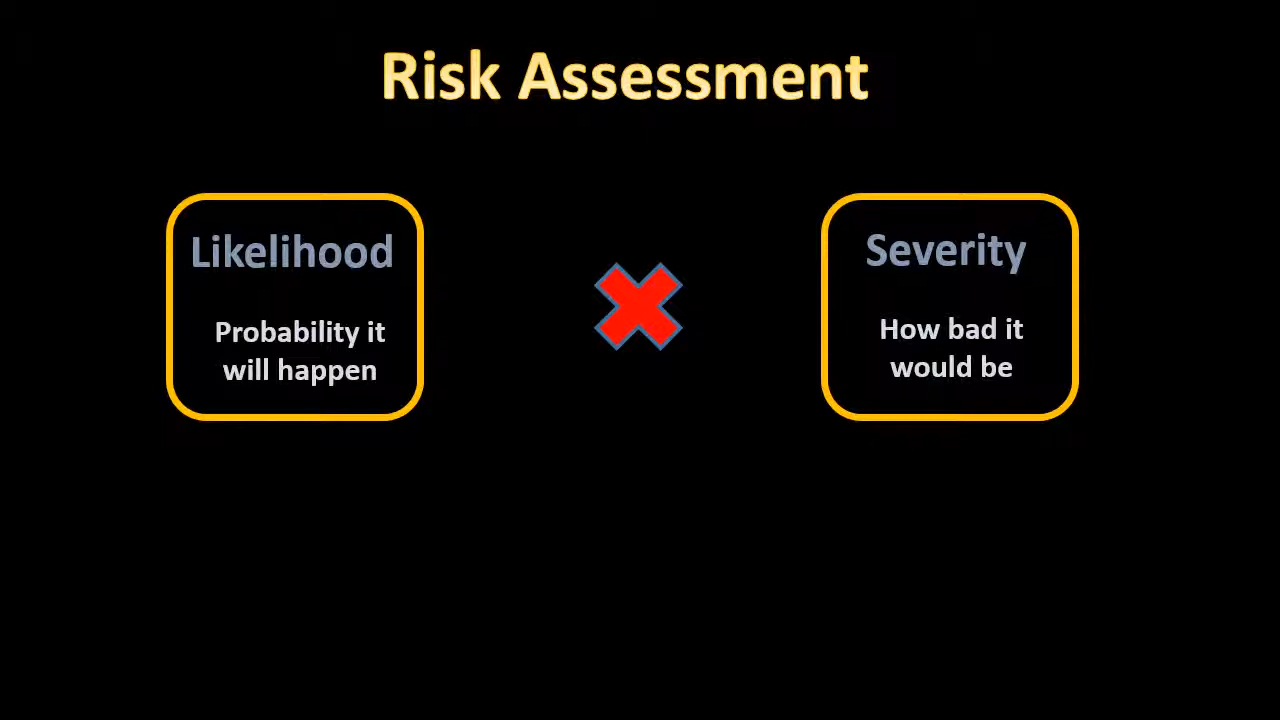 Risk Assessment
Likelihood
Probability it
will happen
Severity
How bad it
would be